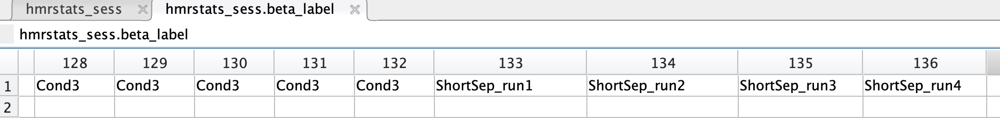 hmrstats_sess hmrstats_sess.beta_label
hmrstats_sess.beta_label
128 129 130 131 132 133 134 135 136
1 Cond3 Cond3 Cond3 Cond3 Cond3 ShortSep_run1 ShortSep_run2 ShortSep_run3 ShortSep_run4
2